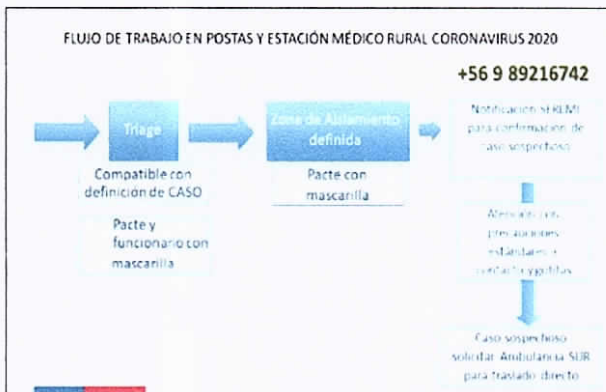 FLUJO DE TRABAJO EN POSTAS Y ESTACIÓN MÉDICO RURAL CORONAVIRUS 2020
+56 9 89216742
Triage
Compatible con
definición de CASO
Pacte y
funcionario con
mascarilla
Zona de Aislamiento
definida
Pacte con
mascarilla
Notificación SEREMI
para confirmación de
caso sospechoso
Atención con
precauciones
estándares +
contacto y gotitas
Caso sospechoso
solicitar Ambulancia SUR
para traslado directo